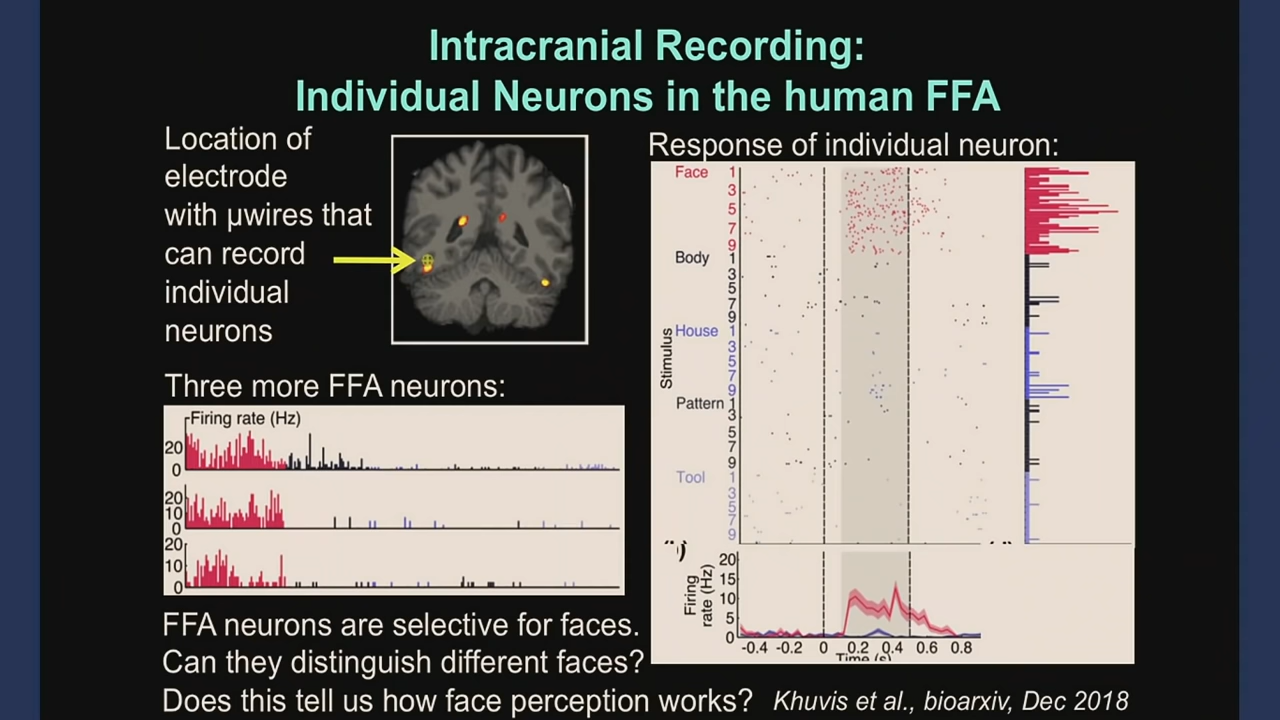 Intracranial Recording:
Individual Neurons in the human FFA
Location of
electrode
with µwires that
can record
individual
neurons
Three more FFA neurons:
Firing rate (Hz)
20
0
20
10
0
20
10
0
FFA neurons are selective for faces.
Can they distinguish different faces?
Does this tell us how face perception works?
Response of individual neuron:
Stimulus
Face 1
3
5
7
9
Body 1
3
5
7
9
House 1
3
5
7
9
Pattern 1
3
5
7
9
Tool 1
3
5
7
9
Firing
rate (Hz)
20
15
10
5
0
-0.4 -0.2 0 0.2 0.4 0.6 0.8
Time (s)
Khuvis et al., bioarxiv, Dec 2018